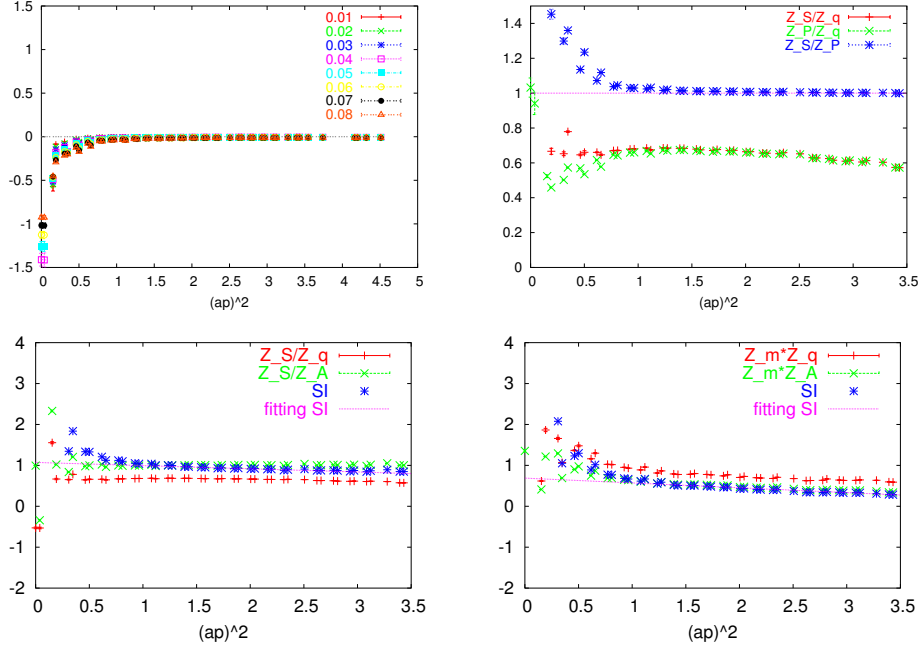 1.5
1
0.5
0
-0.5
-1
-1.5
0 0.5 1 1.5 2 2.5 3 3.5 4 4.5 5
(ap)^2
0.01
0.02
0.03
0.04
0.05
0.06
0.07
0.08
1.4
1.2
1
0.8
0.6
0.4
0.2
0
0 0.5 1 1.5 2 2.5 3 3.5
(ap)^2
Z_S/Z_q
Z_P/Z_q
Z_S/Z_P
4
3
2
1
0
-1
-2
0 0.5 1 1.5 2 2.5 3 3.5
(ap)^2
Z_S/Z_q
Z_S/Z_A
SI
fitting SI
4
3
2
1
0
-1
-2
0 0.5 1 1.5 2 2.5 3 3.5
(ap)^2
Z_m*Z_q
Z_m*Z_A
SI
fitting SI